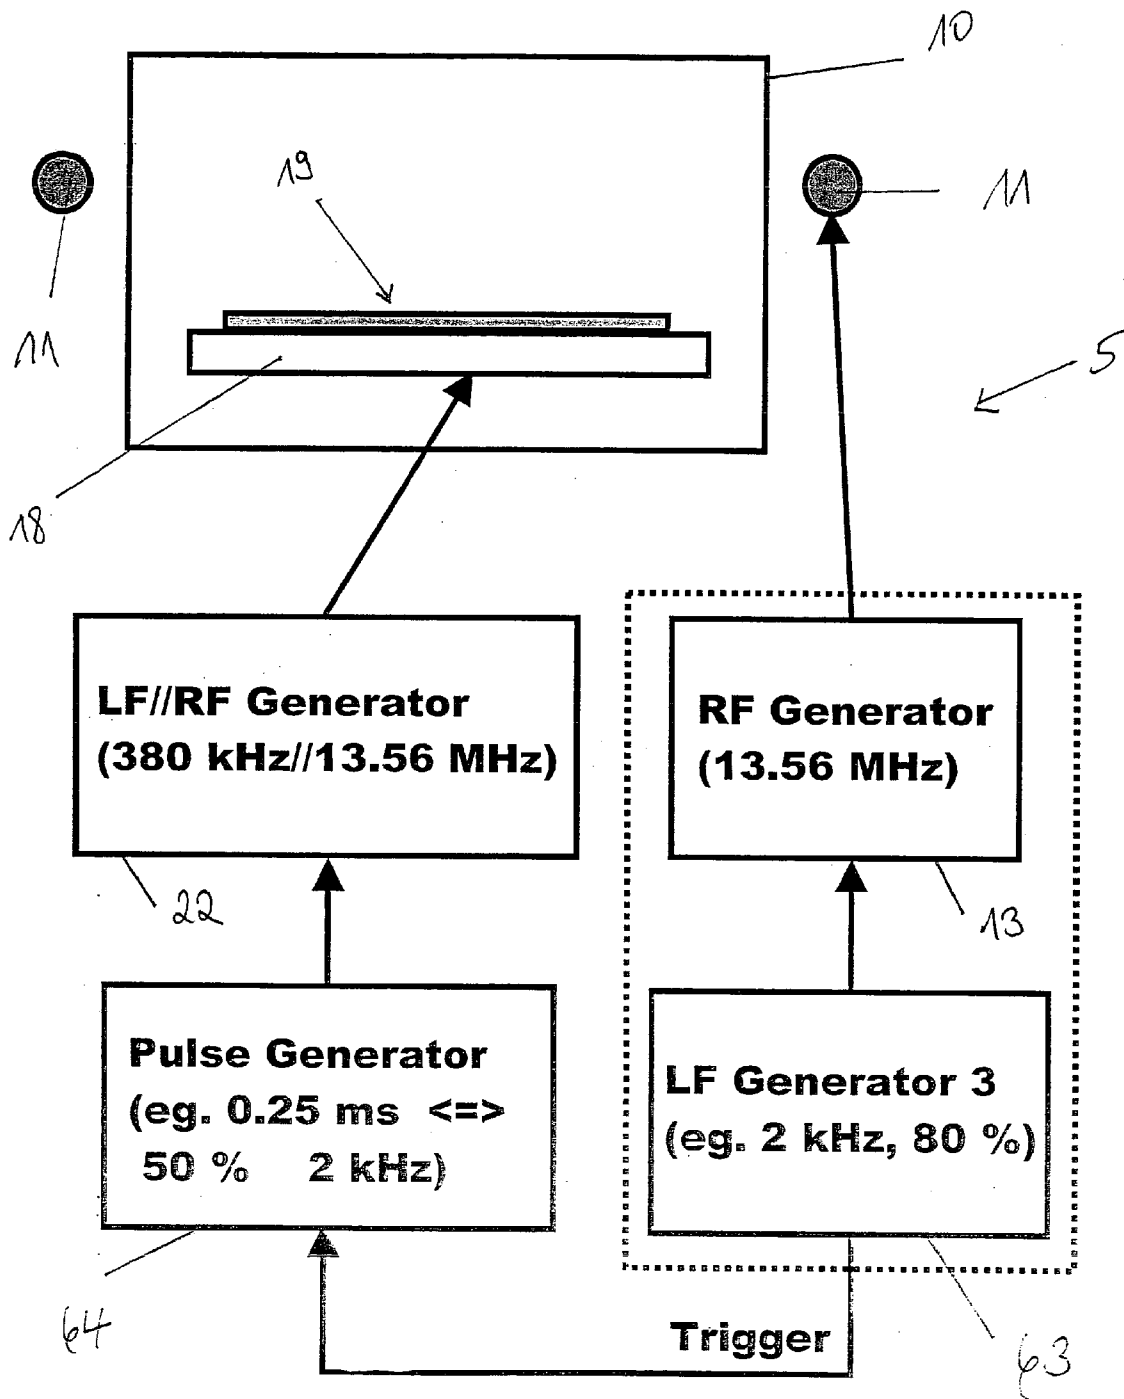 10
19
11
11
5
18
LF//RF Generator
(380 kHz//13.56 MHz)
RF Generator
(13.56 MHz)
22
13
Pulse Generator
(eg. 0.25 ms <=>
50 % 2 kHz)
LF Generator 3
(eg. 2 kHz, 80 %)
64
Trigger
63